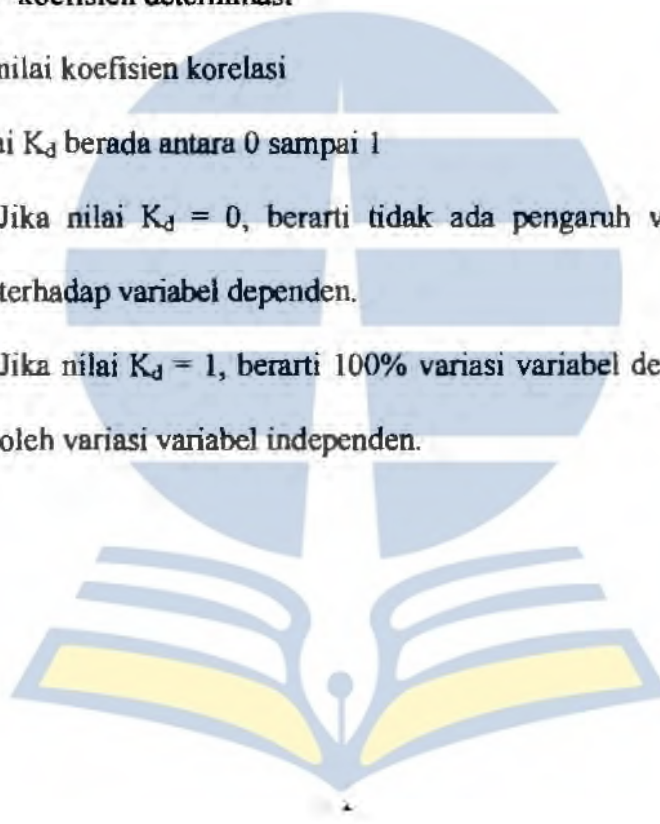 koefisien determinasi
nilai koefisien korelasi
ai K_d berada antara 0 sampai 1
Jika nilai K_d = 0, berarti tidak ada pengaruh v
terhadap variabel dependen.
Jika nilai K_d = 1, berarti 100% variasi variabel de
oleh variasi variabel independen.